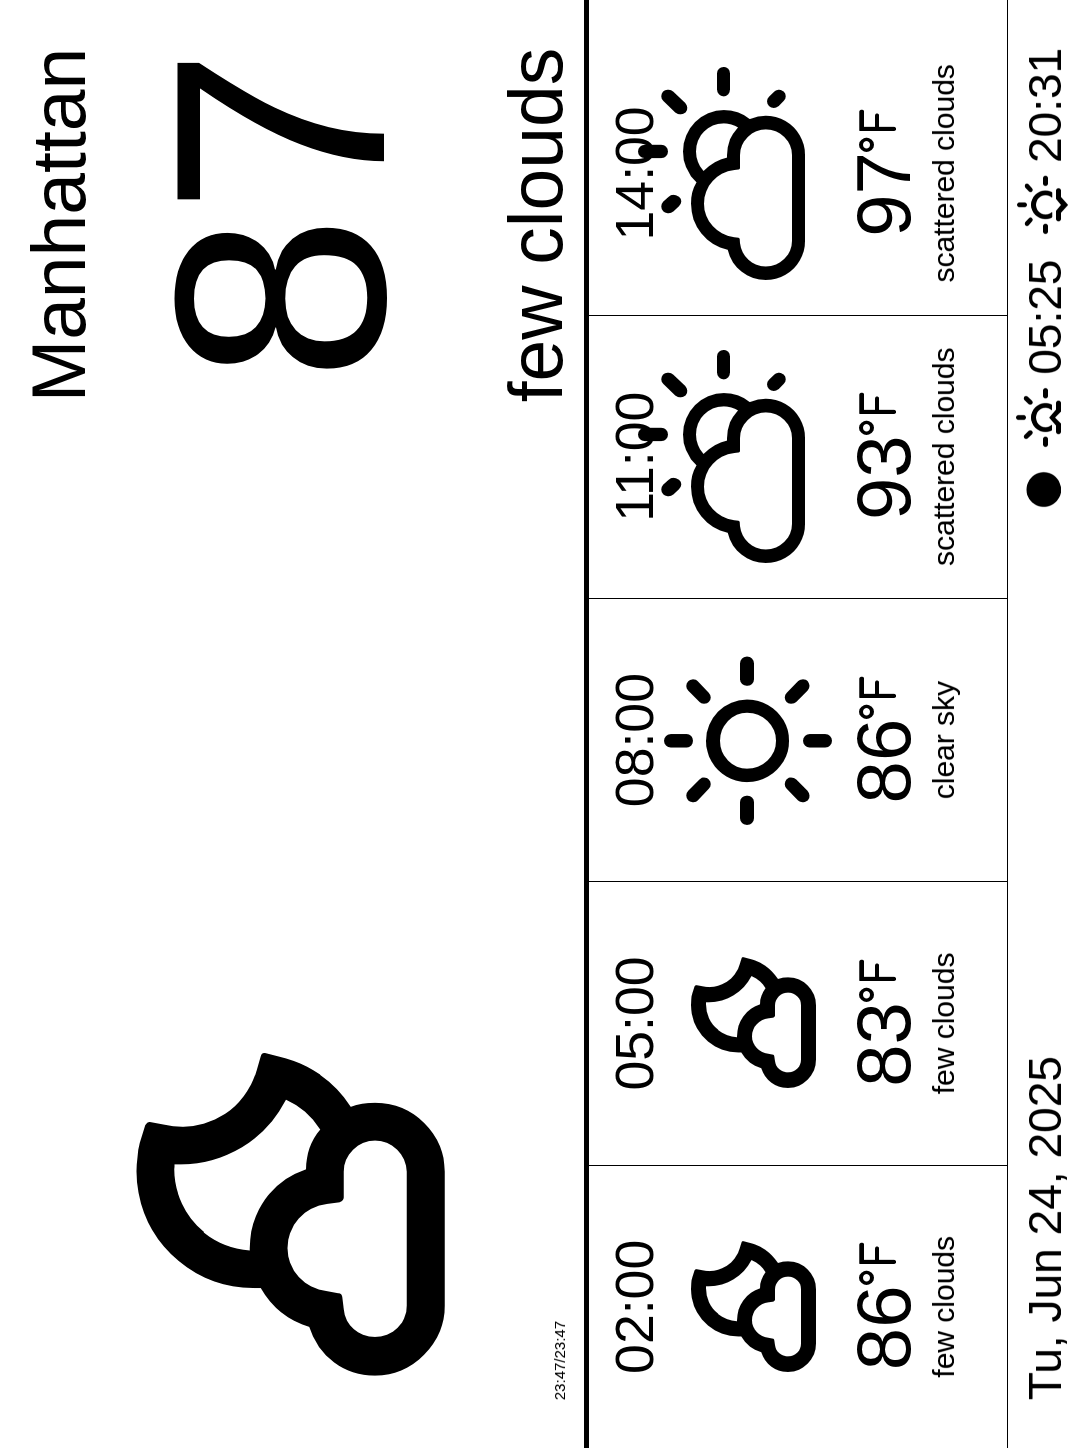 Manhattan
87
few clouds
23:47/23:47
02:00
86°F
few clouds
05:00
83°F
few clouds
08:00
86°F
clear sky
11:00
93°F
scattered clouds
14:00
97°F
scattered clouds
Tu, Jun 24, 2025
05:25
20:31